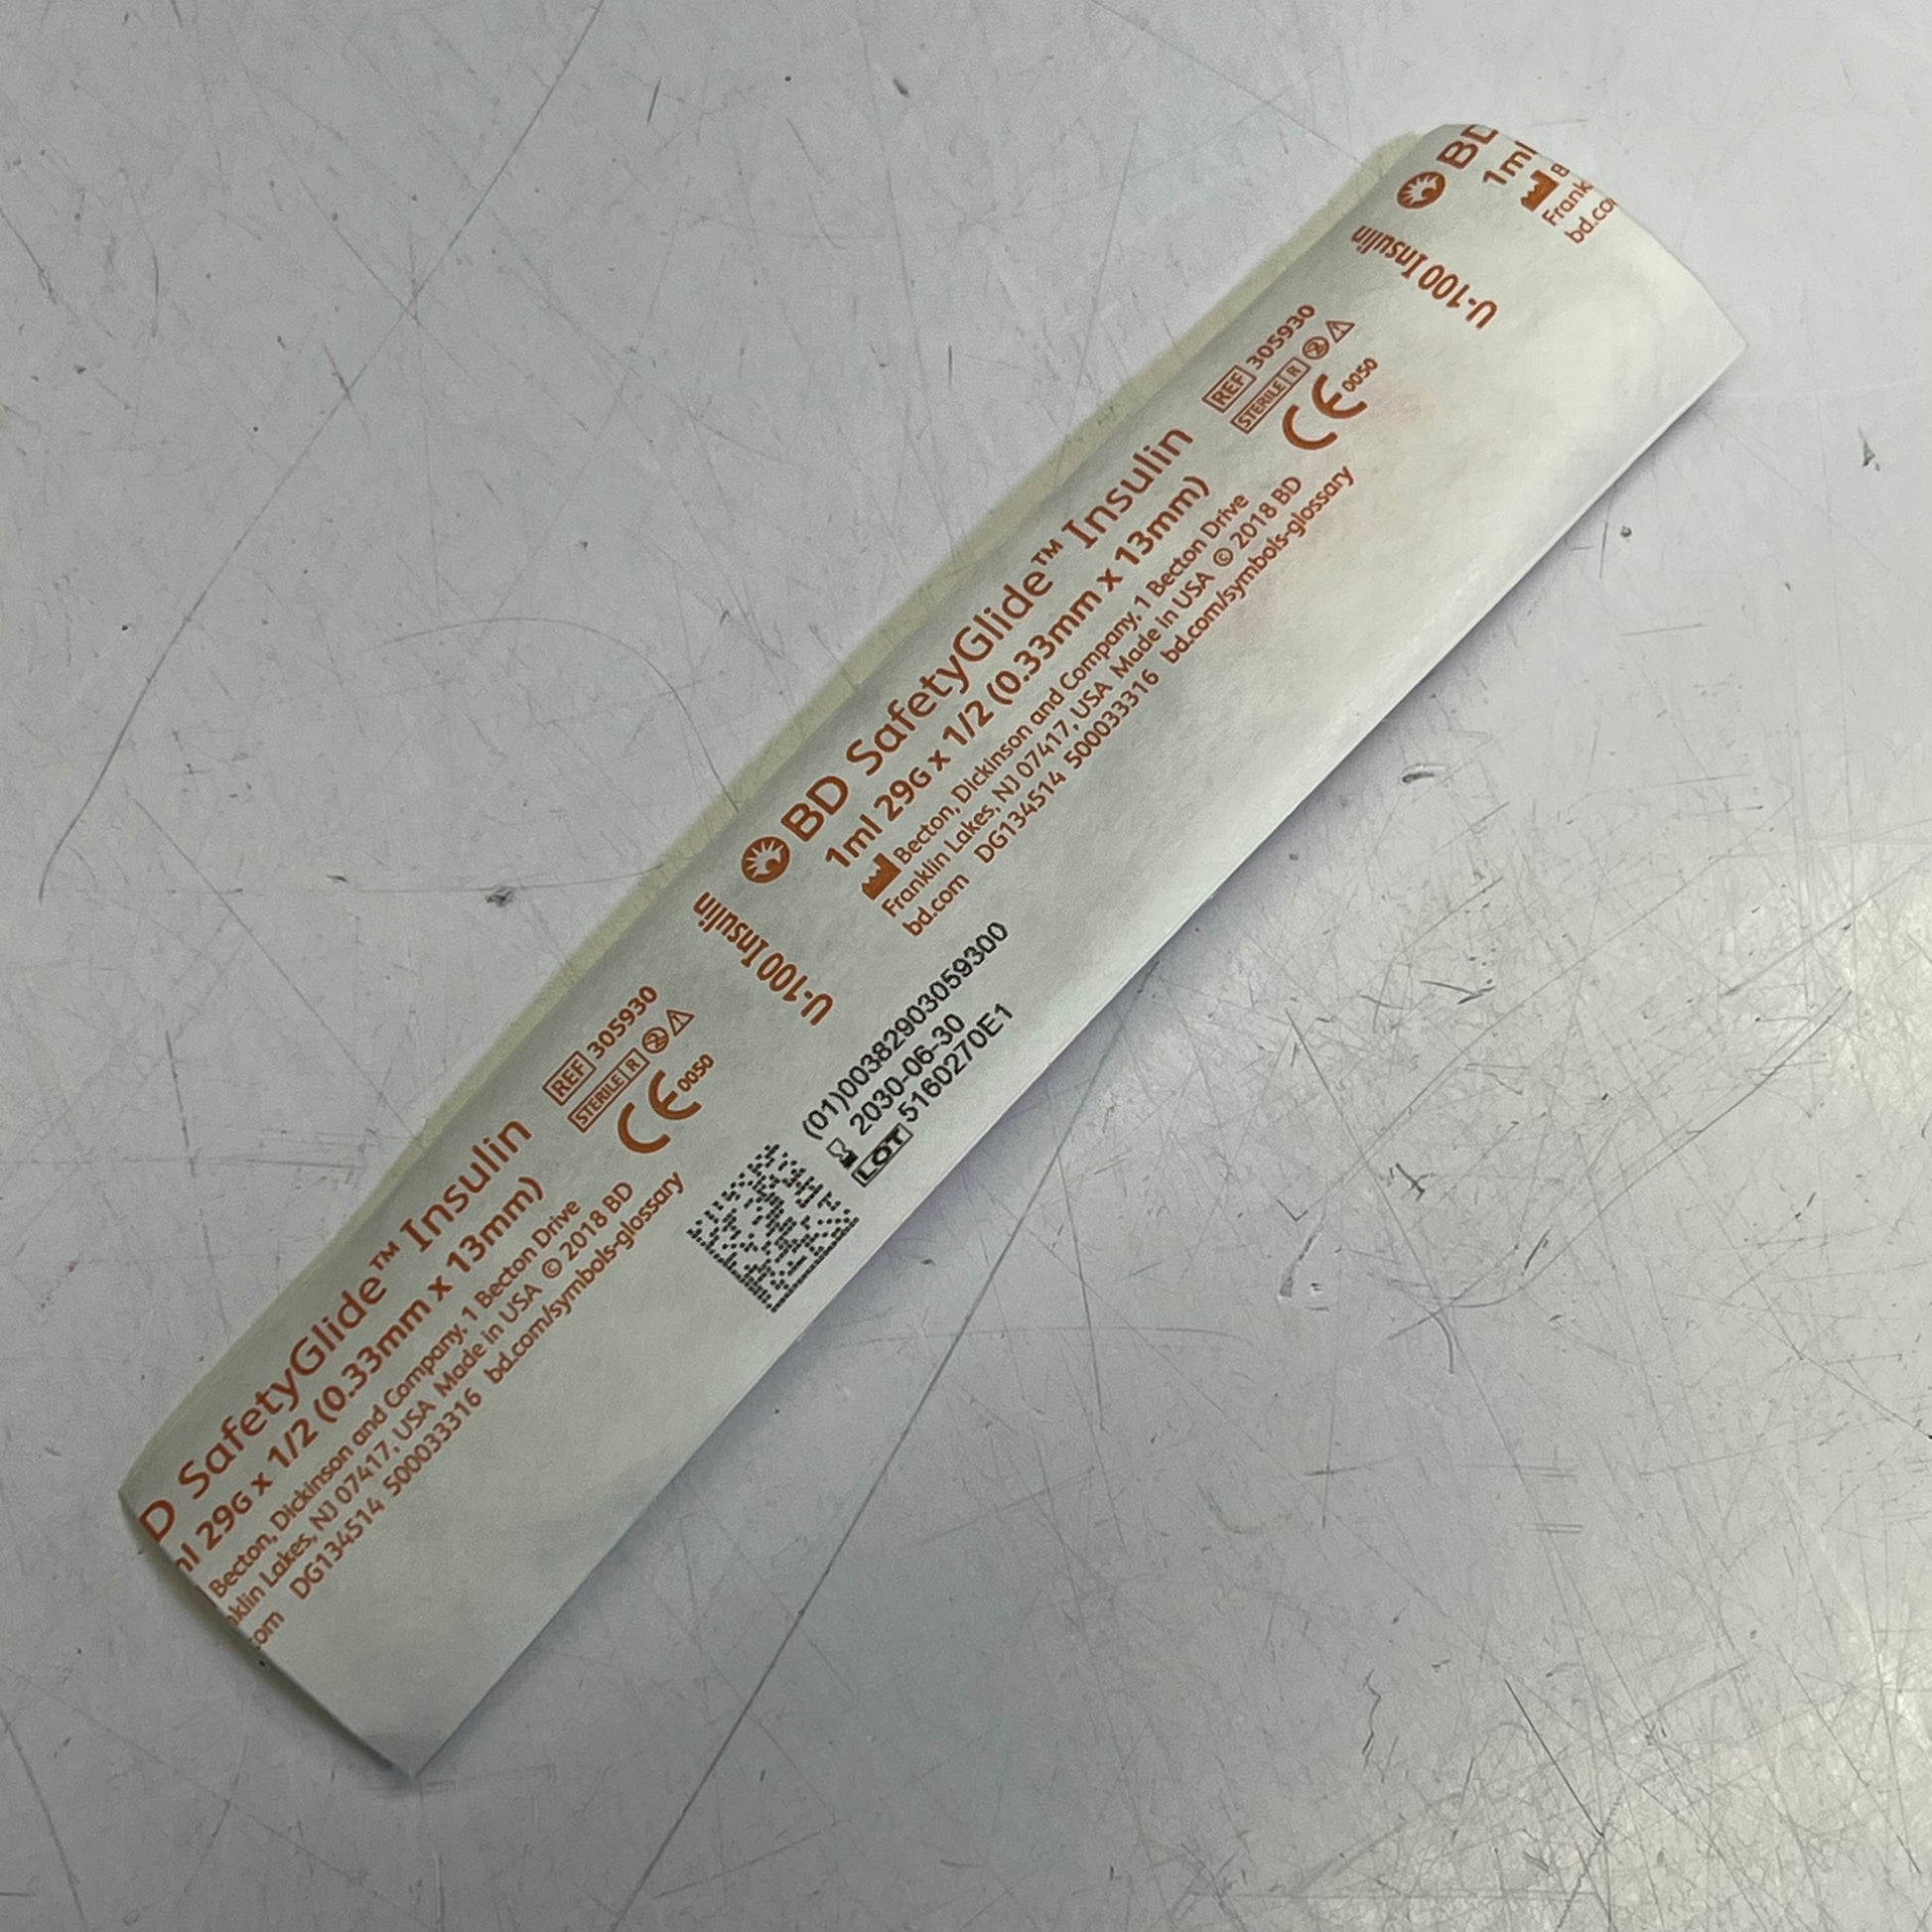 D SafetyGlide™ Insulin
ml 29G x 1/2 (0.33mm x 13mm)
Becton, Dickinson and Company, 1 Becton Drive
nklin Lakes, NJ 07417, USA Made in USA © 2018 BD
com DG134514 500033316 bd.com/symbols-glossary
REF 305930
STERILE R 2
CE 0050
U-100 Insulin
(01)00382903059300
2030-06-30
LOT 5160270E1
BD SafetyGlide™ Insulin
1ml 29G x 1/2 (0.33mm x 13mm)
Becton, Dickinson and Company, 1 Becton Drive
Franklin Lakes, NJ 07417, USA Made in USA © 2018 BD
bd.com DG134514 500033316 bd.com/symbols-glossary
REF 305930
STERILE R 2
CE 0050
U-100 Insulin
BD
1ml
B
Frank
bd.co